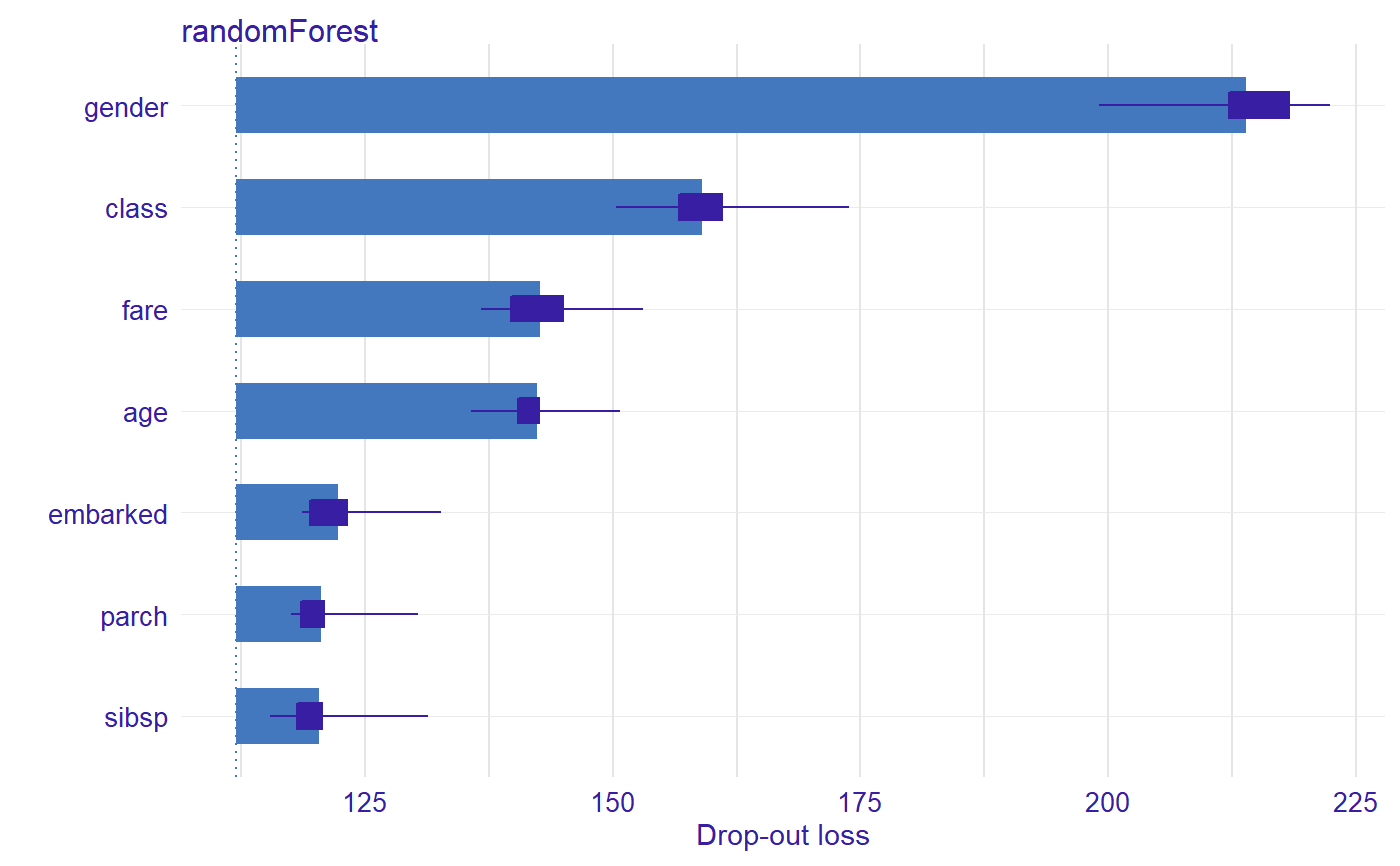 randomForest
gender
class
fare
age
embarked
parch
sibsp
125 150 175 200 225
Drop-out loss